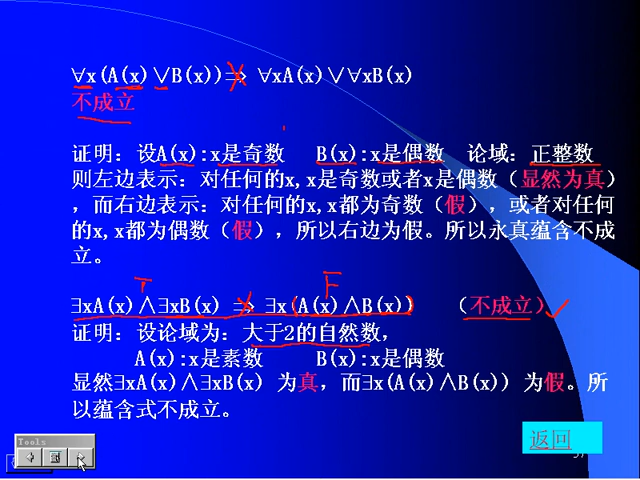 ∀x(A(x)∨B(x))⇒ ∀xA(x)∨∀xB(x)
不成立
证明：设A(x):x是奇数 B(x):x是偶数 论域：正整数
则左边表示：对任何的x,x是奇数或者x是偶数（显然为真）
，而右边表示：对任何的x,x都为奇数（假），或者对任何
的x,x都为偶数（假），所以右边为假。所以永真蕴含不成
立。
T F
∃xA(x)∧∃xB(x) ⇒ ∃x(A(x)∧B(x)) （不成立）
证明：设论域为：大于2的自然数，
A(x):x是素数 B(x):x是偶数
显然∃xA(x)∧∃xB(x) 为真，而∃x(A(x)∧B(x)) 为假。所
以蕴含式不成立。
返回
Tools